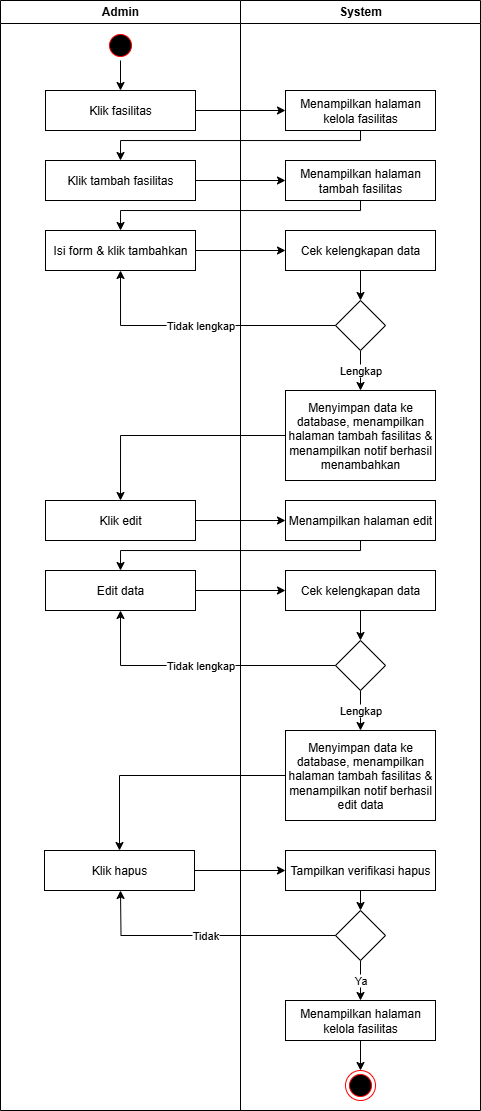 Admin
System
Klik fasilitas
Menampilkan halaman
kelola fasilitas
Klik tambah fasilitas
Menampilkan halaman
tambah fasilitas
Isi form & klik tambahkan
Cek kelengkapan data
Tidak lengkap
Lengkap
Menyimpan data ke
database, menampilkan
halaman tambah fasilitas &
menampilkan notif berhasil
menambahkan
Klik edit
Menampilkan halaman edit
Edit data
Cek kelengkapan data
Tidak lengkap
Lengkap
Menyimpan data ke
database, menampilkan
halaman tambah fasilitas &
menampilkan notif berhasil
edit data
Klik hapus
Tampilkan verifikasi hapus
Tidak
Ya
Menampilkan halaman
kelola fasilitas